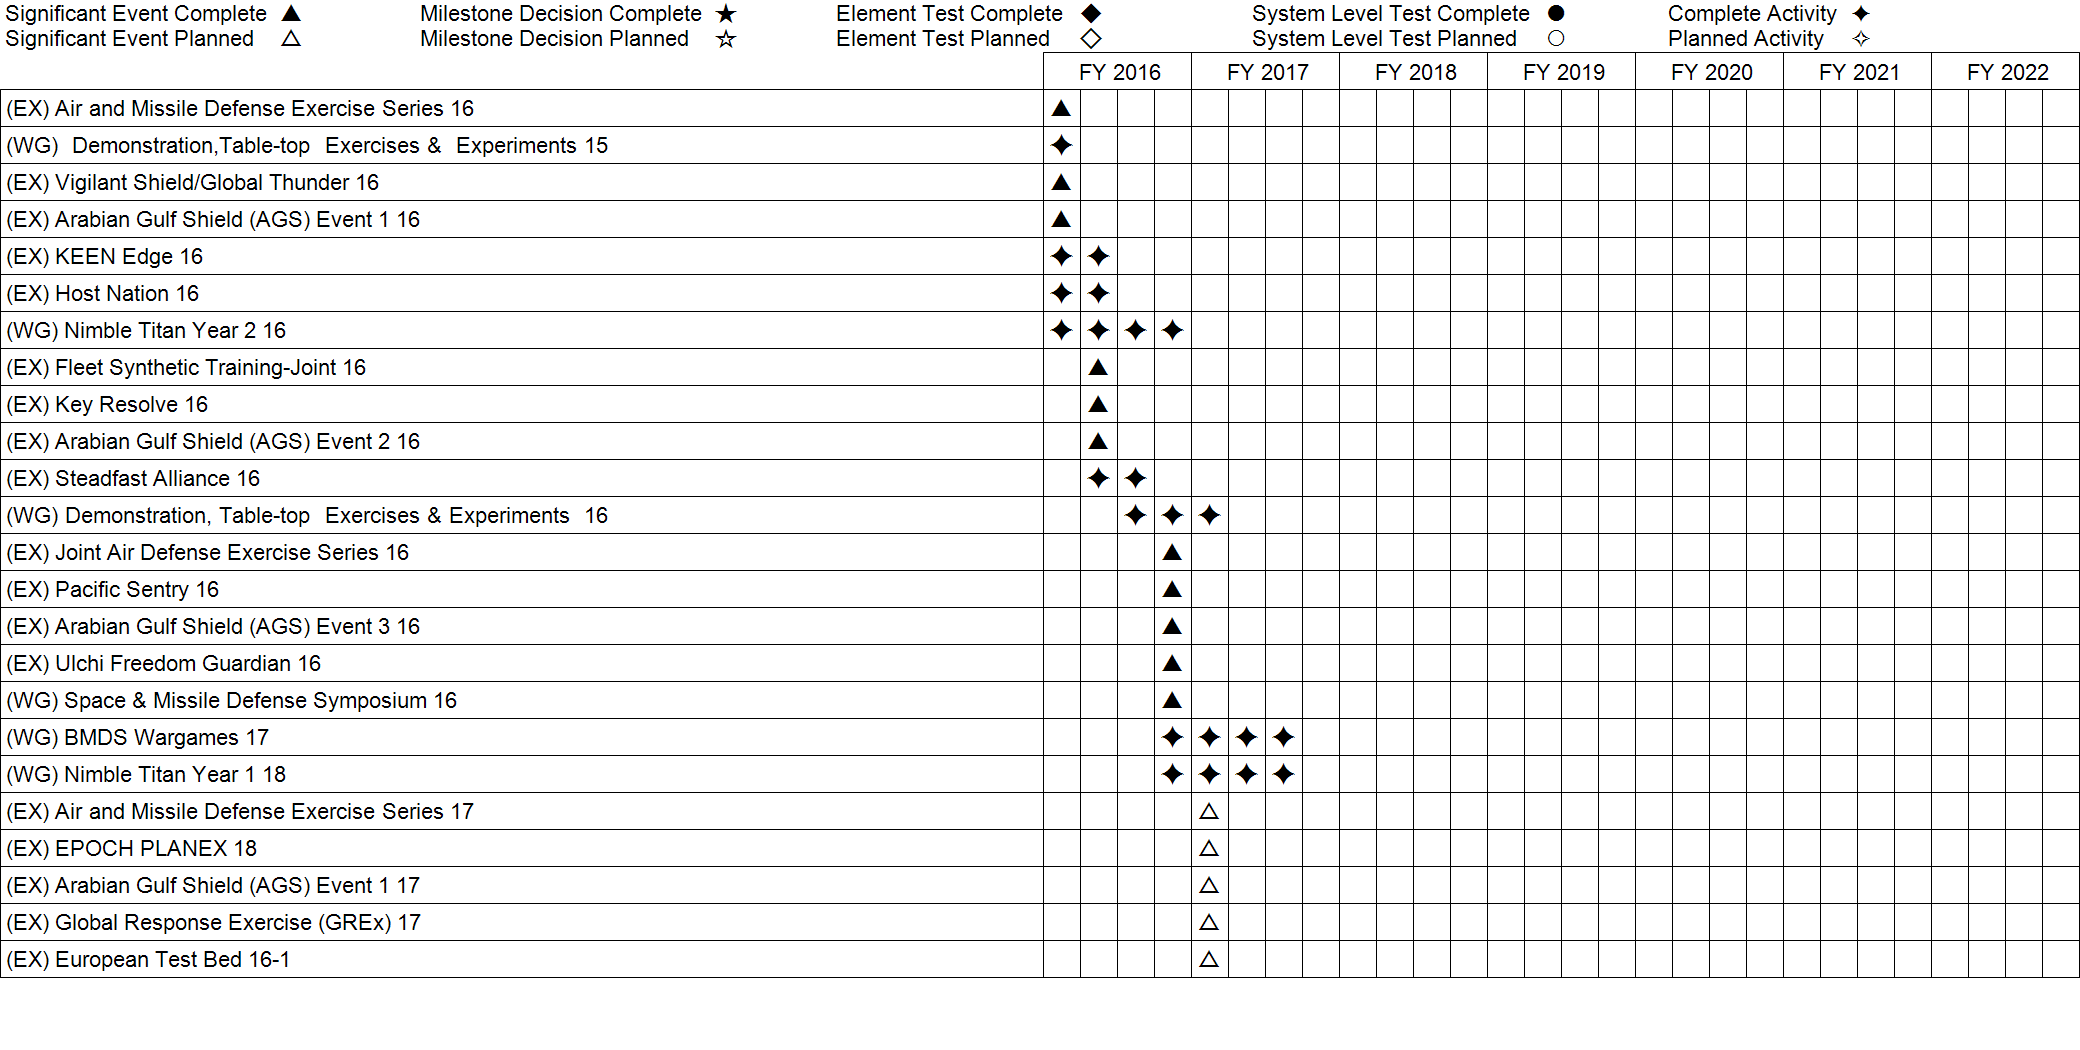 Significant Event Complete ▲ Milestone Decision Complete ★ Element Test Complete ◆ System Level Test Complete ● Complete Activity ✦
Significant Event Planned △ Milestone Decision Planned ☆ Element Test Planned ◇ System Level Test Planned ○ Planned Activity ✧
FY 2016 FY 2017 FY 2018 FY 2019 FY 2020 FY 2021 FY 2022
(EX) Air and Missile Defense Exercise Series 16
(WG) Demonstration,Table-top Exercises & Experiments 15
(EX) Vigilant Shield/Global Thunder 16
(EX) Arabian Gulf Shield (AGS) Event 1 16
(EX) KEEN Edge 16
(EX) Host Nation 16
(WG) Nimble Titan Year 2 16
(EX) Fleet Synthetic Training-Joint 16
(EX) Key Resolve 16
(EX) Arabian Gulf Shield (AGS) Event 2 16
(EX) Steadfast Alliance 16
(WG) Demonstration, Table-top Exercises & Experiments 16
(EX) Joint Air Defense Exercise Series 16
(EX) Pacific Sentry 16
(EX) Arabian Gulf Shield (AGS) Event 3 16
(EX) Ulchi Freedom Guardian 16
(WG) Space & Missile Defense Symposium 16
(WG) BMDS Wargames 17
(WG) Nimble Titan Year 1 18
(EX) Air and Missile Defense Exercise Series 17
(EX) EPOCH PLANEX 18
(EX) Arabian Gulf Shield (AGS) Event 1 17
(EX) Global Response Exercise (GREx) 17
(EX) European Test Bed 16-1